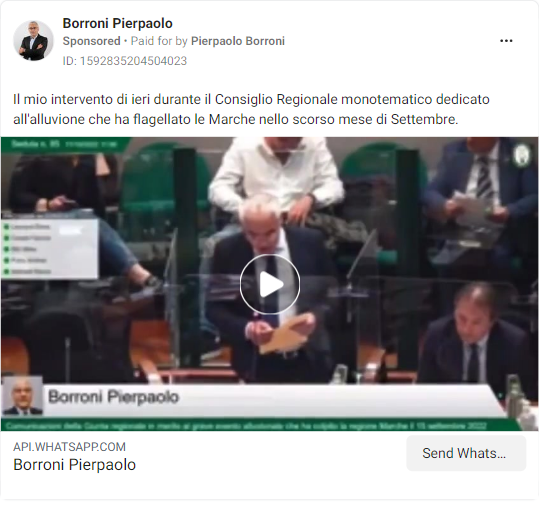 Borroni Pierpaolo
Sponsored • Paid for by Pierpaolo Borroni
ID: 1592835204504023
Il mio intervento di ieri durante il Consiglio Regionale monotematico dedicato
all'alluvione che ha flagellato le Marche nello scorso mese di Settembre.
Seduta n. 85
Borroni Pierpaolo
Comunicazioni della Giunta regionale in merito al grave evento alluvionale che ha colpito la regione Marche il 15 settembre 2022
API.WHATSAPP.COM
Borroni Pierpaolo
Send Whats...